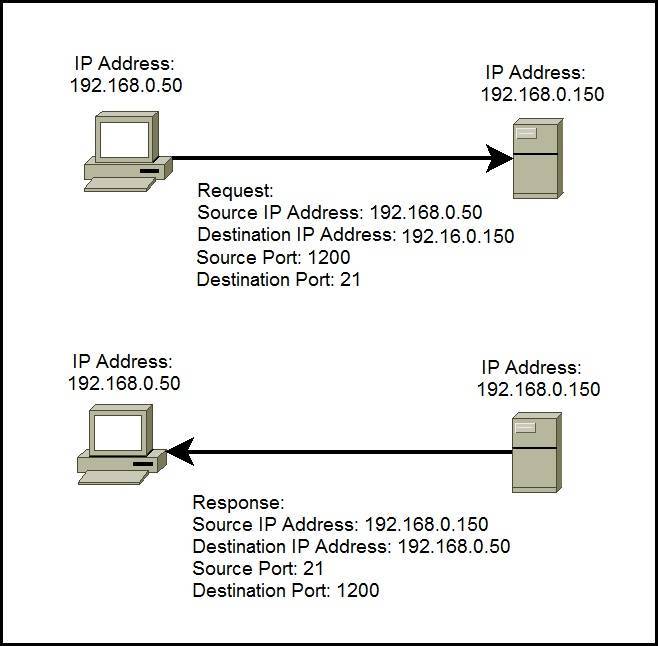 IP Address:
192.168.0.50
IP Address:
192.168.0.150
Request:
Source IP Address: 192.168.0.50
Destination IP Address: 192.16.0.150
Source Port: 1200
Destination Port: 21
IP Address:
192.168.0.50
IP Address:
192.168.0.150
Response:
Source IP Address: 192.168.0.150
Destination IP Address: 192.168.0.50
Source Port: 21
Destination Port: 1200